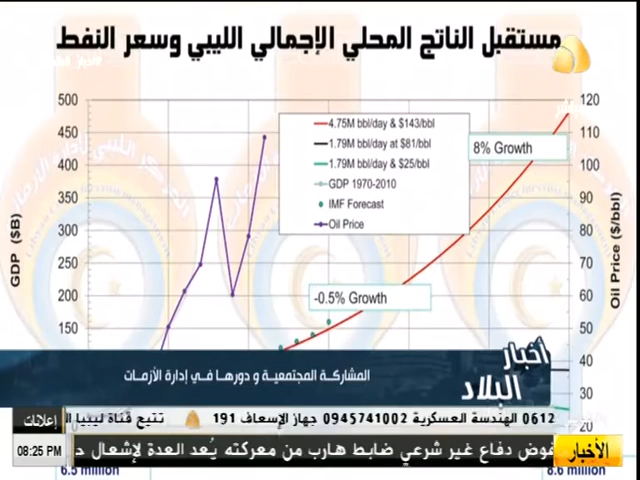 مستقبل الناتج المحلي الإجمالي الليبي وسعر النفط
500
450
400
350
300
250
200
150
GDP ($B)
4.75M bbl/day & $143/bbl
1.79M bbl/day at $81/bbl
1.79M bbl/day & $25/bbl
GDP 1970-2010
IMF Forecast
Oil Price
8% Growth
-0.5% Growth
120
110
100
90
80
70
60
50
40
30
20
Oil Price ($/bbl)
أخبار البلاد
المشاركة المجتمعية و دورها في إدارة الأزمات
إعلانات
0612 الهندسة العسكرية 0945741002 جهاز الإسعاف 191 تتيح قناة ليبيا
08:25 PM
الأخبار
فوض دفاع غير شرعي ضابط هارب من معركته يُعد العدة لإشعال
6.5 million
8.6 million